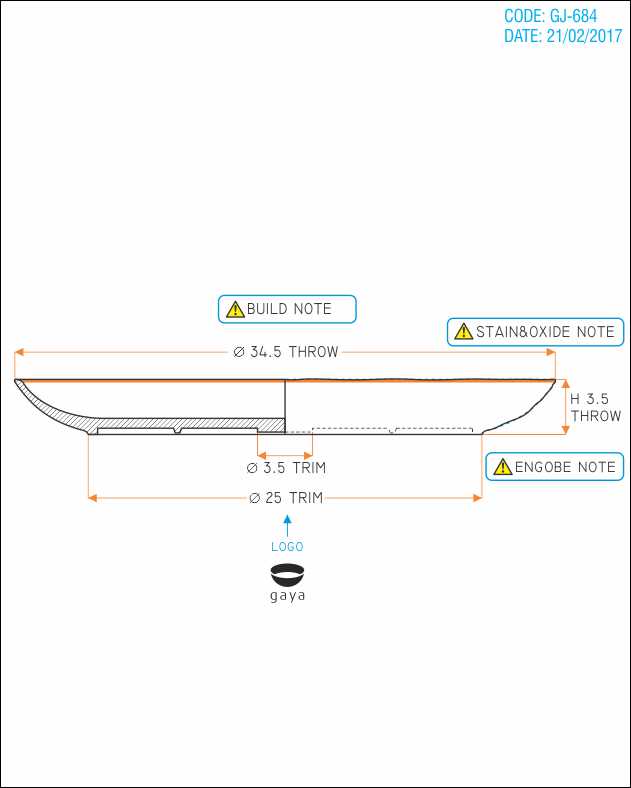 CODE: GJ-684
DATE: 21/02/2017
BUILD NOTE
STAIN&OXIDE NOTE
Ø 34.5 THROW
H 3.5
THROW
ENGOBE NOTE
Ø 3.5 TRIM
Ø 25 TRIM
LOGO
gaya